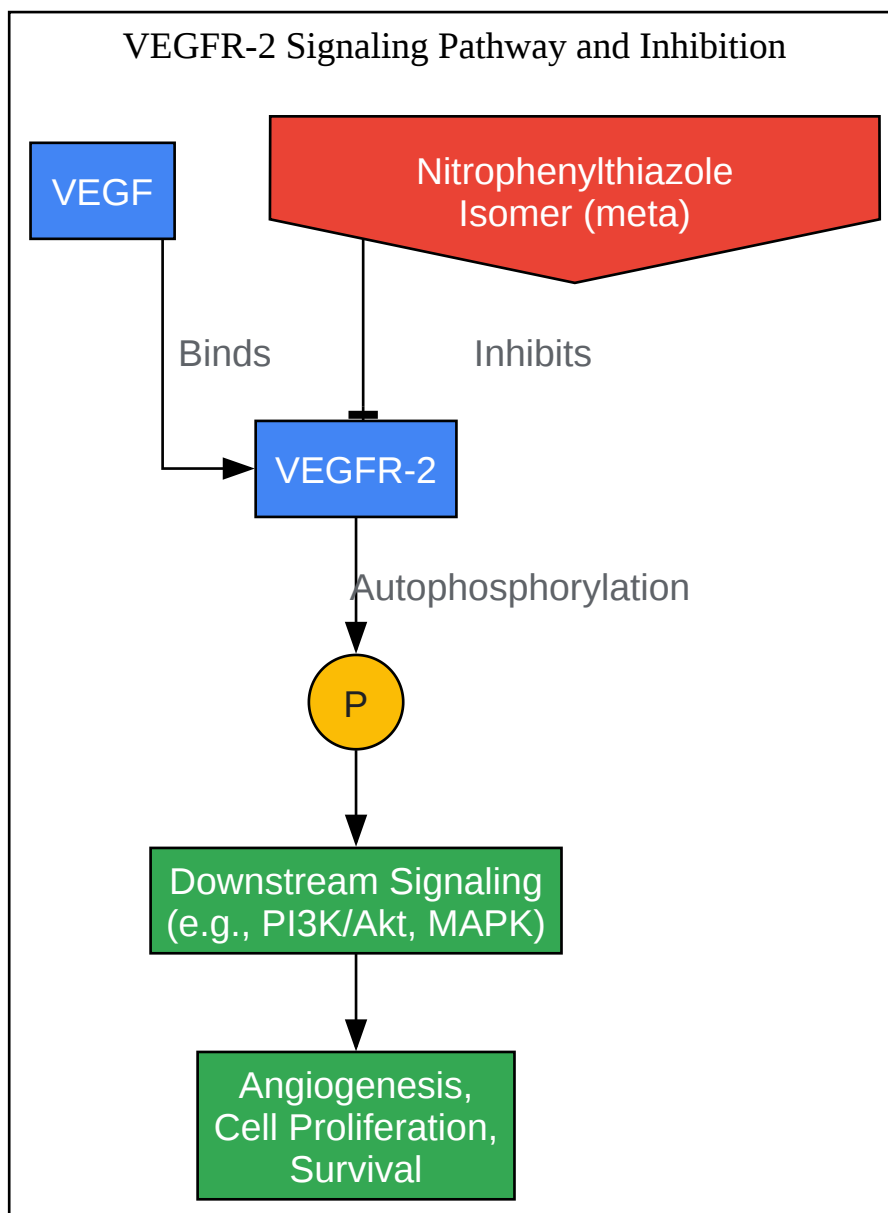 VEGFR-2 Signaling Pathway and Inhibition
VEGF
Nitrophenylthiazole
Isomer (meta)
Binds
Inhibits
VEGFR-2
Autophosphorylation
P
Downstream Signaling
(e.g., PI3K/Akt, MAPK)
Angiogenesis,
Cell Proliferation,
Survival